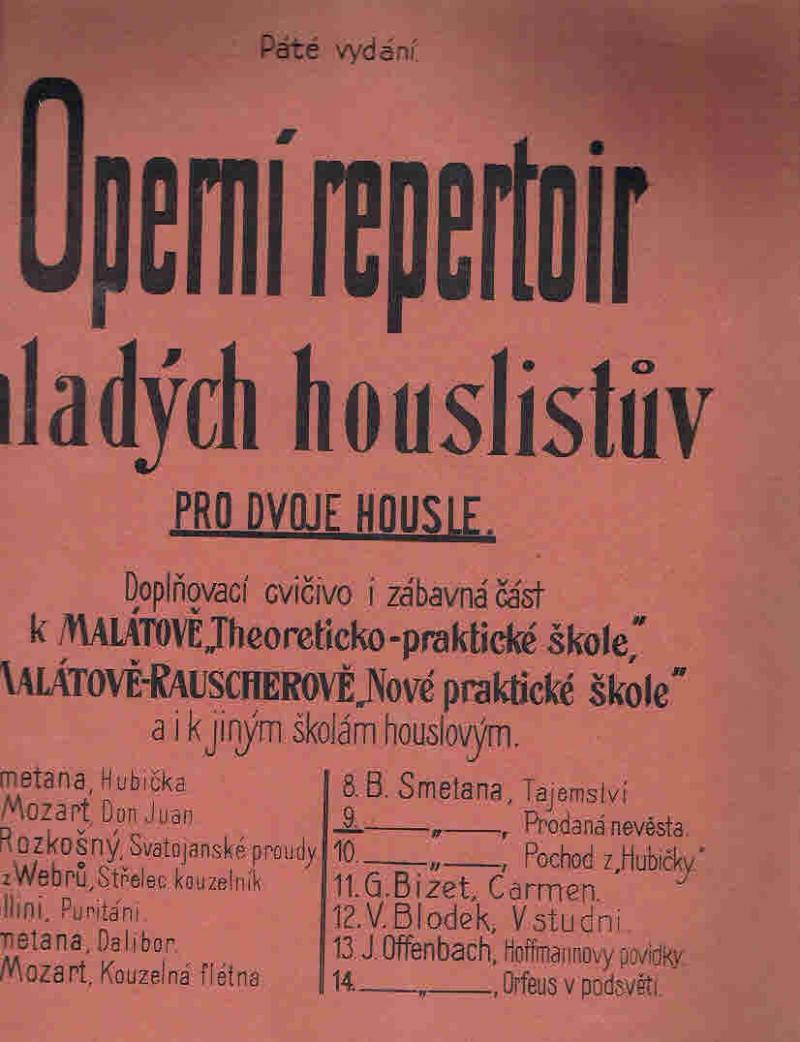 Páté vydání.
Operní repertoir
mladých houslistův
PRO DVOJE HOUSLE.
Doplňovací cvičivo i zábavná část
k MALÁTOVĚ „Theoreticko-praktické škole,"
MALÁTOVĚ-RAUSCHEROVĚ „Nové praktické škole"
a i k jiným školám houslovým.
metana, Hubička
Mozart, Don Juan
Rozkošný, Svatojanské proudy
z Webrů, Střelec kouzelník
llini, Puritáni.
metana, Dalibor.
Mozart, Kouzelná flétna
8. B. Smetana, Tajemství
9. —„—, Prodaná nevěsta.
10. —„—, Pochod z „Hubičky."
11. G. Bizet, Carmen.
12. V. Blodek, V studni.
13. J. Offenbach, Hoffmannovy povídky.
14. —„—, Orfeus v podsvětí.